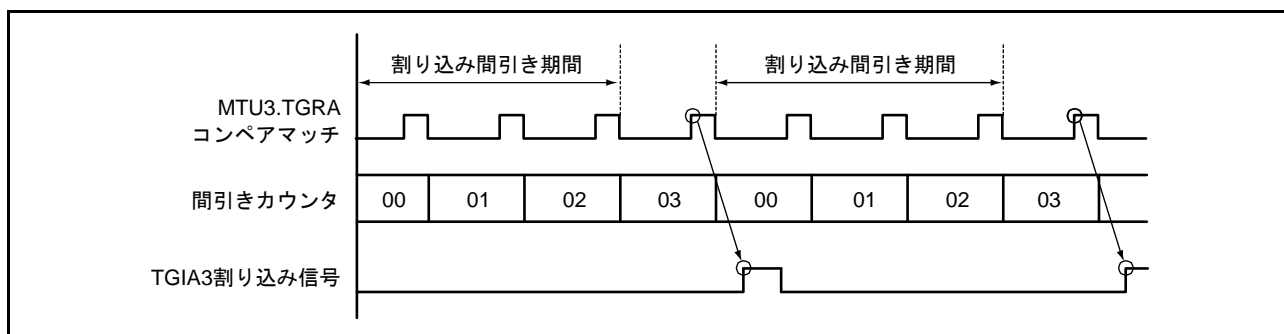 割り込み間引き期間 割り込み間引き期間
MTU3.TGRA
コンペアマッチ
間引きカウンタ 00 01 02 03 00 01 02 03
TGIA3割り込み信号